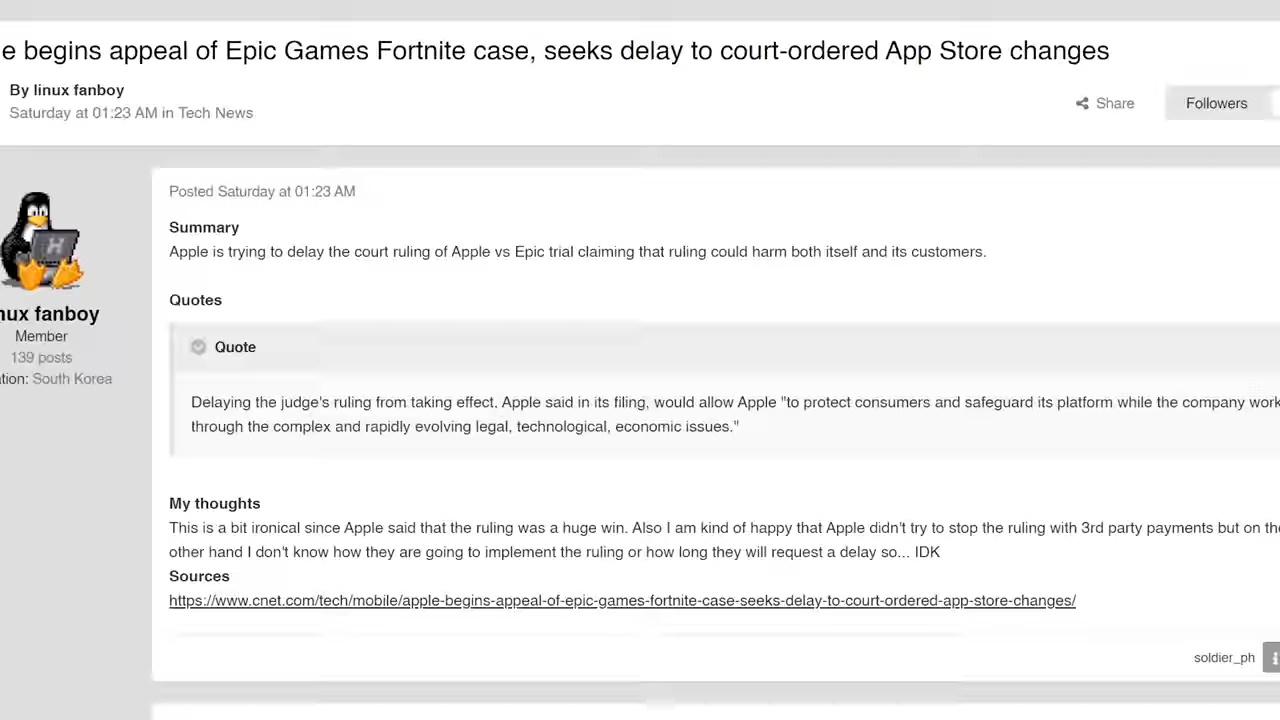 e begins appeal of Epic Games Fortnite case, seeks delay to court-ordered App Store changes
By linux fanboy
Saturday at 01:23 AM in Tech News
Share
Followers
Posted Saturday at 01:23 AM
Summary
Apple is trying to delay the court ruling of Apple vs Epic trial claiming that ruling could harm both itself and its customers.
nux fanboy
Member
139 posts
tion: South Korea
Quotes
Quote
Delaying the judge's ruling from taking effect, Apple said in its filing, would allow Apple "to protect consumers and safeguard its platform while the company work
through the complex and rapidly evolving legal, technological, economic issues."
My thoughts
This is a bit ironical since Apple said that the ruling was a huge win. Also I am kind of happy that Apple didn't try to stop the ruling with 3rd party payments but on the
other hand I don't know how they are going to implement the ruling or how long they will request a delay so... IDK
Sources
https://www.cnet.com/tech/mobile/apple-begins-appeal-of-epic-games-fortnite-case-seeks-delay-to-court-ordered-app-store-changes/
soldier_ph